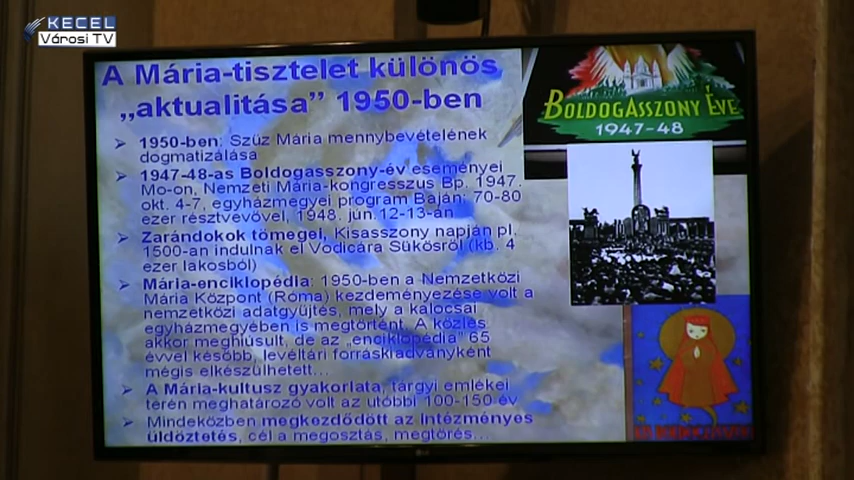 KECEL
Városi TV
A Mária-tisztelet különös
„aktualitása” 1950-ben
➤ 1950-ben: Szűz Mária mennybevételének
dogmatizálása
➤ 1947-48-as Boldogasszony-év eseményei
Mo-on, Nemzeti Mária-kongresszus Bp. 1947.
okt. 4-7, egyházmegyei program Baján: 70-80
ezer résztvevővel, 1948. jún.12-13-án
➤ Zarándokok tömegei, Kisasszony napján pl.
1500-an indulnak el Vodicára Sükösről (kb. 4
ezer lakosból)
➤ Mária-enciklopédia: 1950-ben a Nemzetközi
Mária Központ (Róma) kezdeményezése volt a
nemzetközi adatgyűjtés, mely a kalocsai
egyházmegyében is megtörtént. A közlés
akkor meghiúsult, de az „enciklopédia” 65
évvel később, levéltári forráskiadványként
mégis elkészülhetett…
➤ A Mária-kultusz gyakorlata, tárgyi emlékei
terén meghatározó volt az utóbbi 100-150 év
➤ Mindeközben megkezdődött az Intézményes
üldöztetés, cél a megosztás, megtörés…
BOLDOGASSZONY ÉVE
1947-48
LG